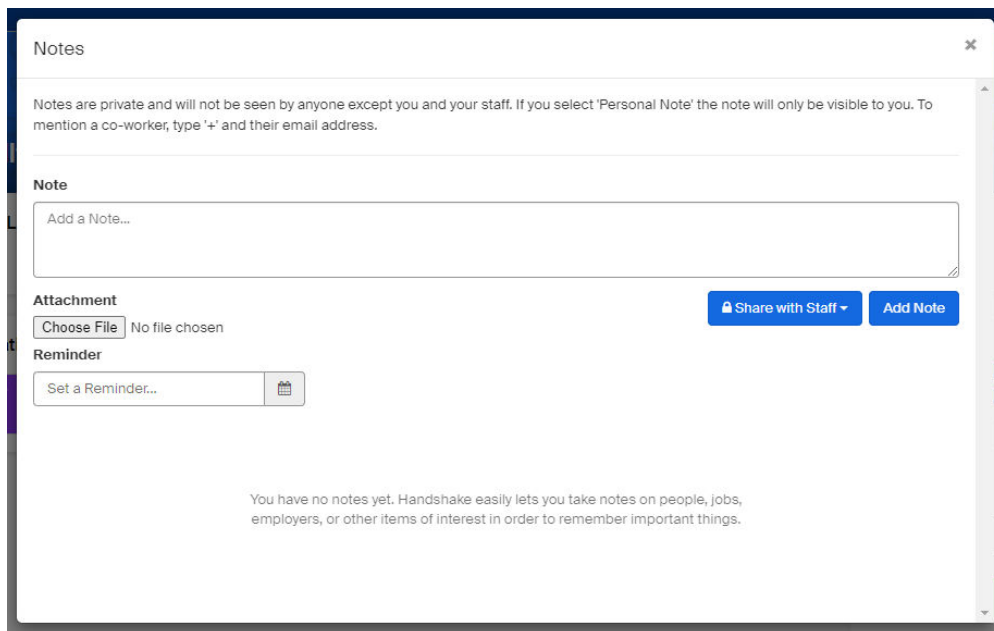 Notes
Notes are private and will not be seen by anyone except you and your staff. If you select 'Personal Note' the note will only be visible to you. To
mention a co-worker, type '+' and their email address.
Note
Add a Note...
Attachment
Share with Staff
Add Note
Choose File No file chosen
Reminder
Set a Reminder...
You have no notes yet. Handshake easily lets you take notes on people, jobs,
employers, or other items of interest in order to remember important things.